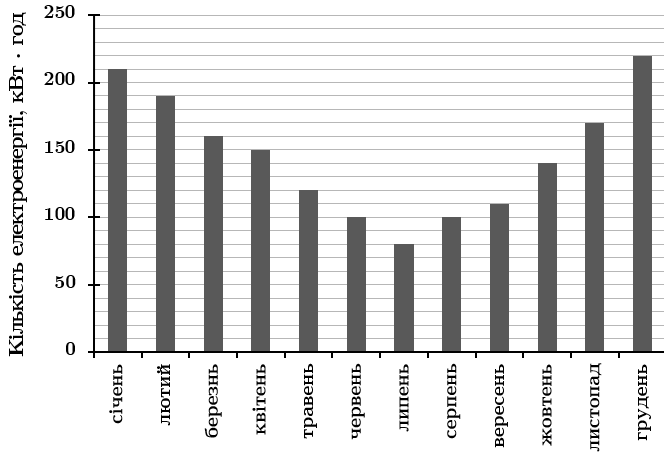 Кількість електроенергії, кВт · год
250
200
150
100
50
0
січень
лютий
березнь
квітень
травень
червень
липень
серпень
вересень
жовтень
листопад
грудень